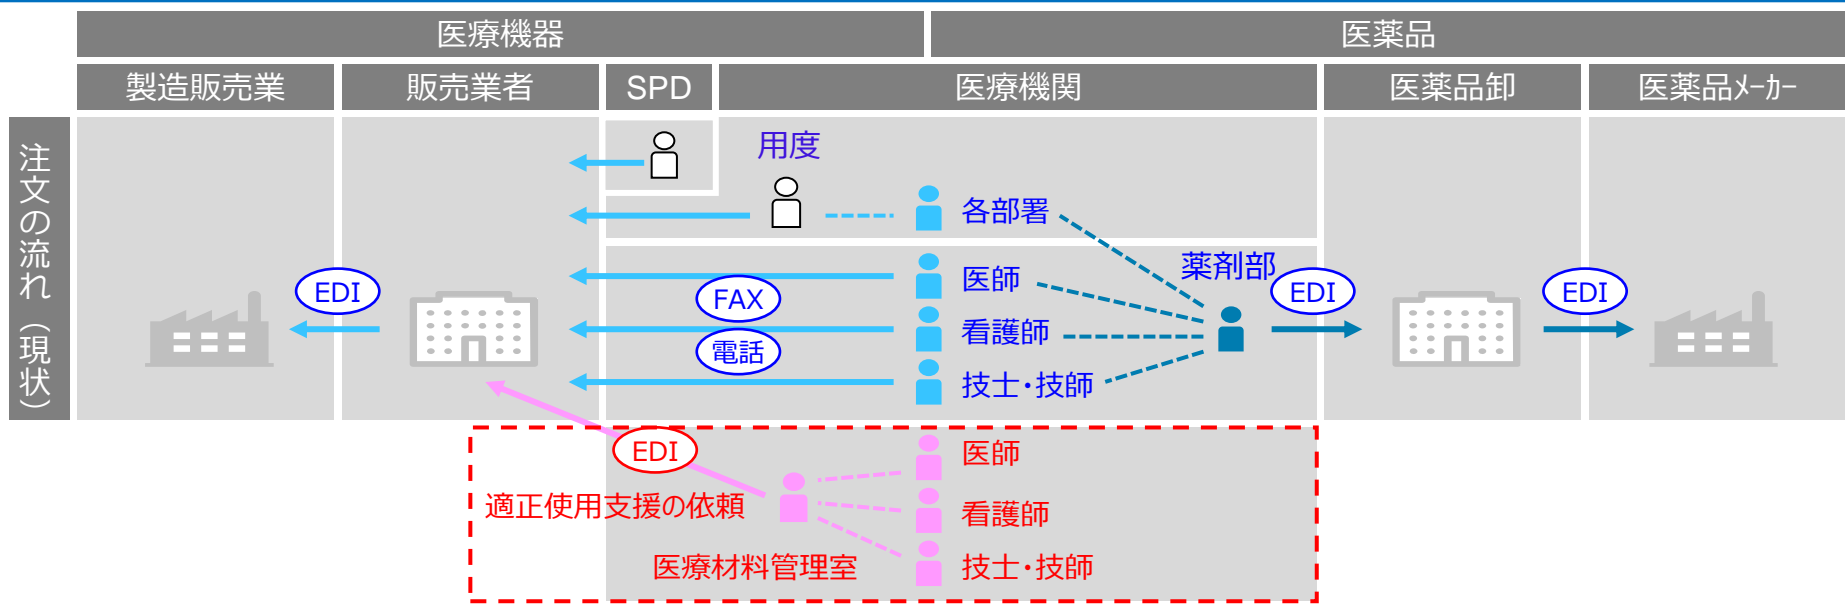 医療機器
医薬品
製造販売業
販売業者
SPD
医療機関
医薬品卸
医薬品ﾒｰｶｰ
注文の流れ（現状）
用度
各部署
医師
薬剤部
EDI
FAX
EDI
EDI
看護師
電話
技士・技師
EDI
医師
適正使用支援の依頼
看護師
医療材料管理室
技士・技師